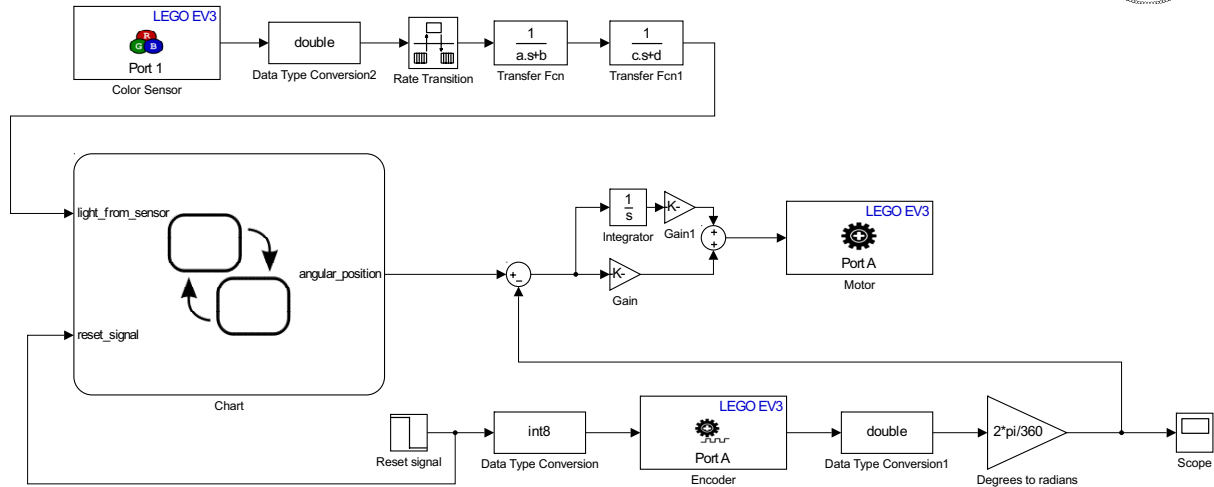 LEGO EV3
R
G B
Port 1
Color Sensor
double
Data Type Conversion2
Rate Transition
1
a.s+b
Transfer Fcn
1
c.s+d
Transfer Fcn1
light_from_sensor
reset_signal
angular_position
Chart
+
−
1
s
Integrator
-K-
Gain1
-K-
Gain
+
+
LEGO EV3
Port A
Motor
Reset signal
int8
Data Type Conversion
LEGO EV3
Port A
Encoder
double
Data Type Conversion1
2*pi/360
Degrees to radians
Scope